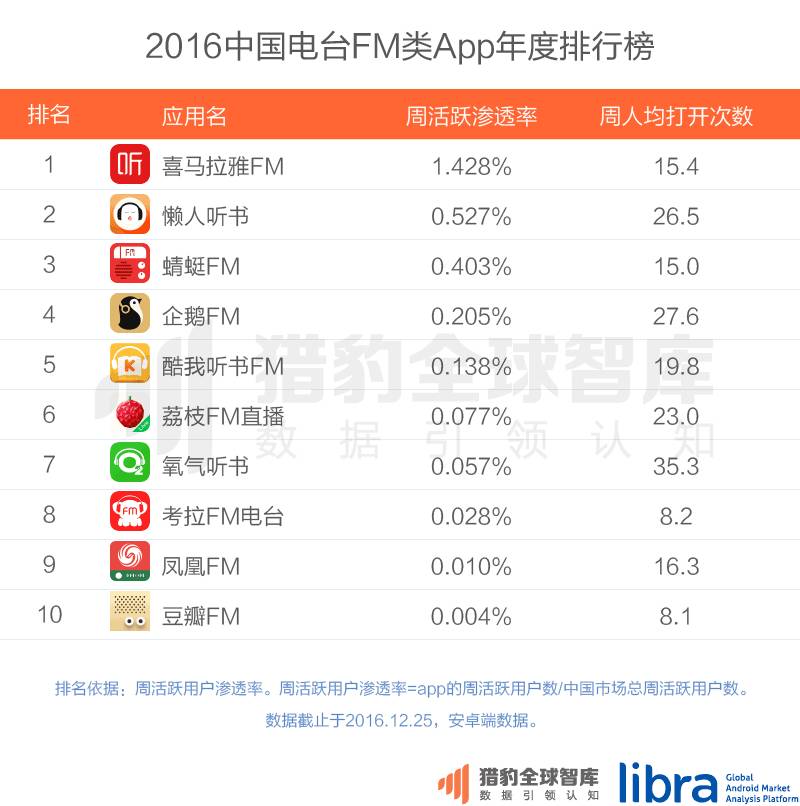 2016中国电台FM类App年度排行榜
排名 应用名 周活跃渗透率 周人均打开次数
1 听 喜马拉雅FM 1.428% 15.4
2 懒人听书 0.527% 26.5
3 FM 蜻蜓FM 0.403% 15.0
4 企鹅FM 0.205% 27.6
5 K 酷我听书FM 0.138% 19.8
6 Live 荔枝FM直播 0.077% 23.0
7 O2 氧气听书 0.057% 35.3
8 FM 考拉FM电台 0.028% 8.2
9 凤凰FM 0.010% 16.3
10 豆瓣FM 0.004% 8.1
猎豹全球智库
数据引领认知
排名依据：周活跃用户渗透率。周活跃用户渗透率=app的周活跃用户数/中国市场总周活跃用户数。
数据截止于2016.12.25，安卓端数据。
猎豹全球智库
数据引领认知
libra Global
Android Market
Analysis Platform